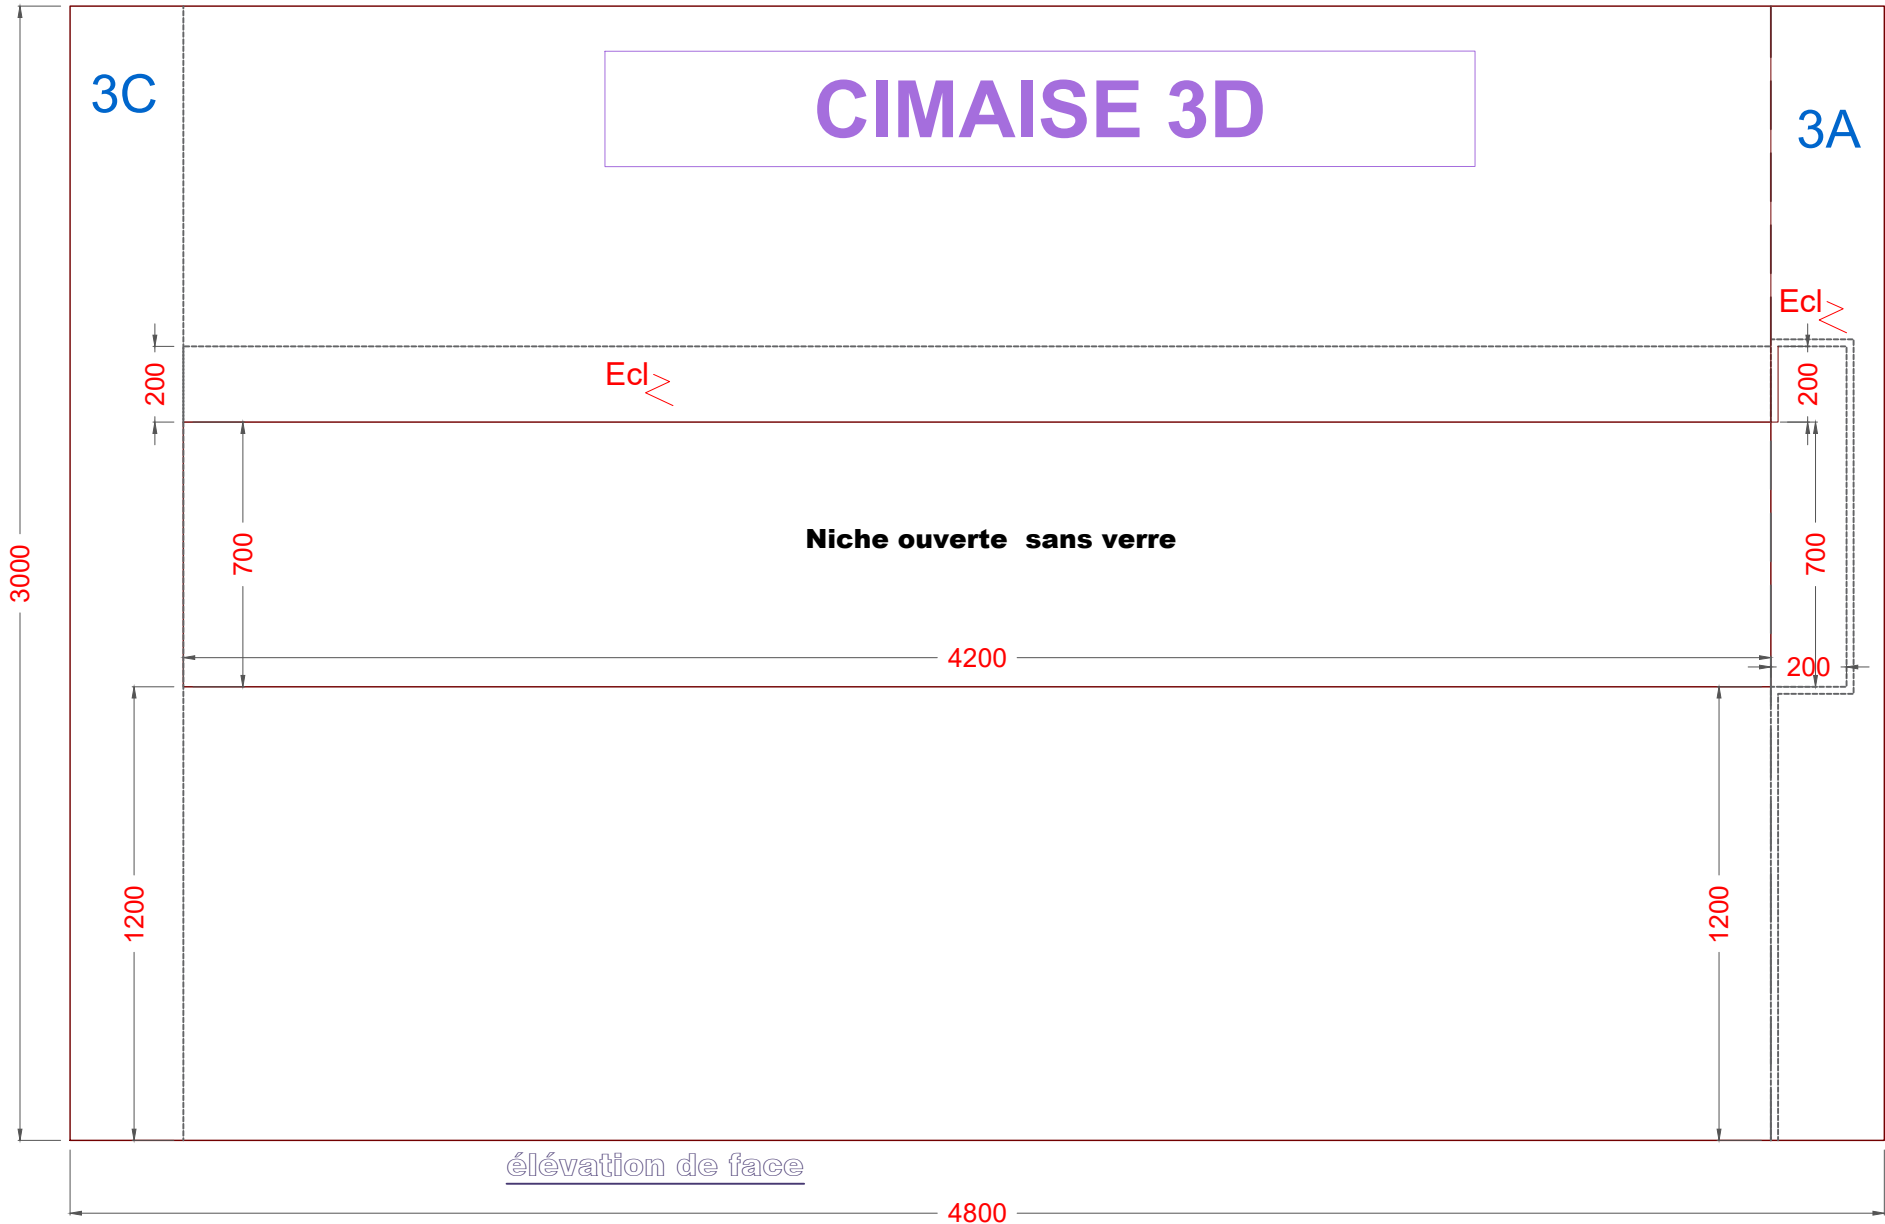 3C
CIMAISE 3D
3A
Ecl
200
Ecl
200
700
Niche ouverte sans verre
700
3000
4200
200
1200
1200
élévation de face
4800